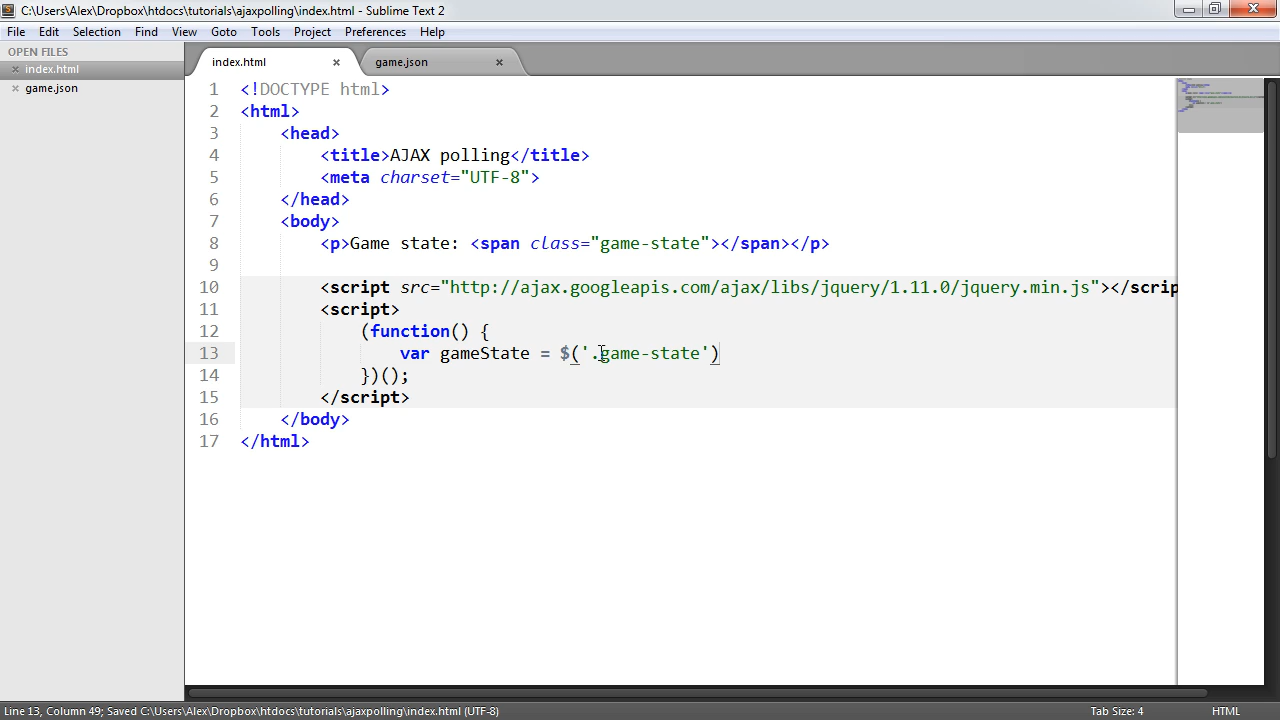 C:\Users\Alex\Dropbox\htdocs\tutorials\ajaxpolling\index.html - Sublime Text 2
File Edit Selection Find View Goto Tools Project Preferences Help
OPEN FILES
index.html
game.json
index.html game.json
1 <!DOCTYPE html>
2 <html>
3 <head>
4 <title>AJAX polling</title>
5 <meta charset="UTF-8">
6 </head>
7 <body>
8 <p>Game state: <span class="game-state"></span></p>
9
10 <script src="http://ajax.googleapis.com/ajax/libs/jquery/1.11.0/jquery.min.js"></scrip
11 <script>
12 (function() {
13 var gameState = $('.game-state')
14 })();
15 </script>
16 </body>
17 </html>
Line 13, Column 49; Saved C:\Users\Alex\Dropbox\htdocs\tutorials\ajaxpolling\index.html (UTF-8) Tab Size: 4 HTML